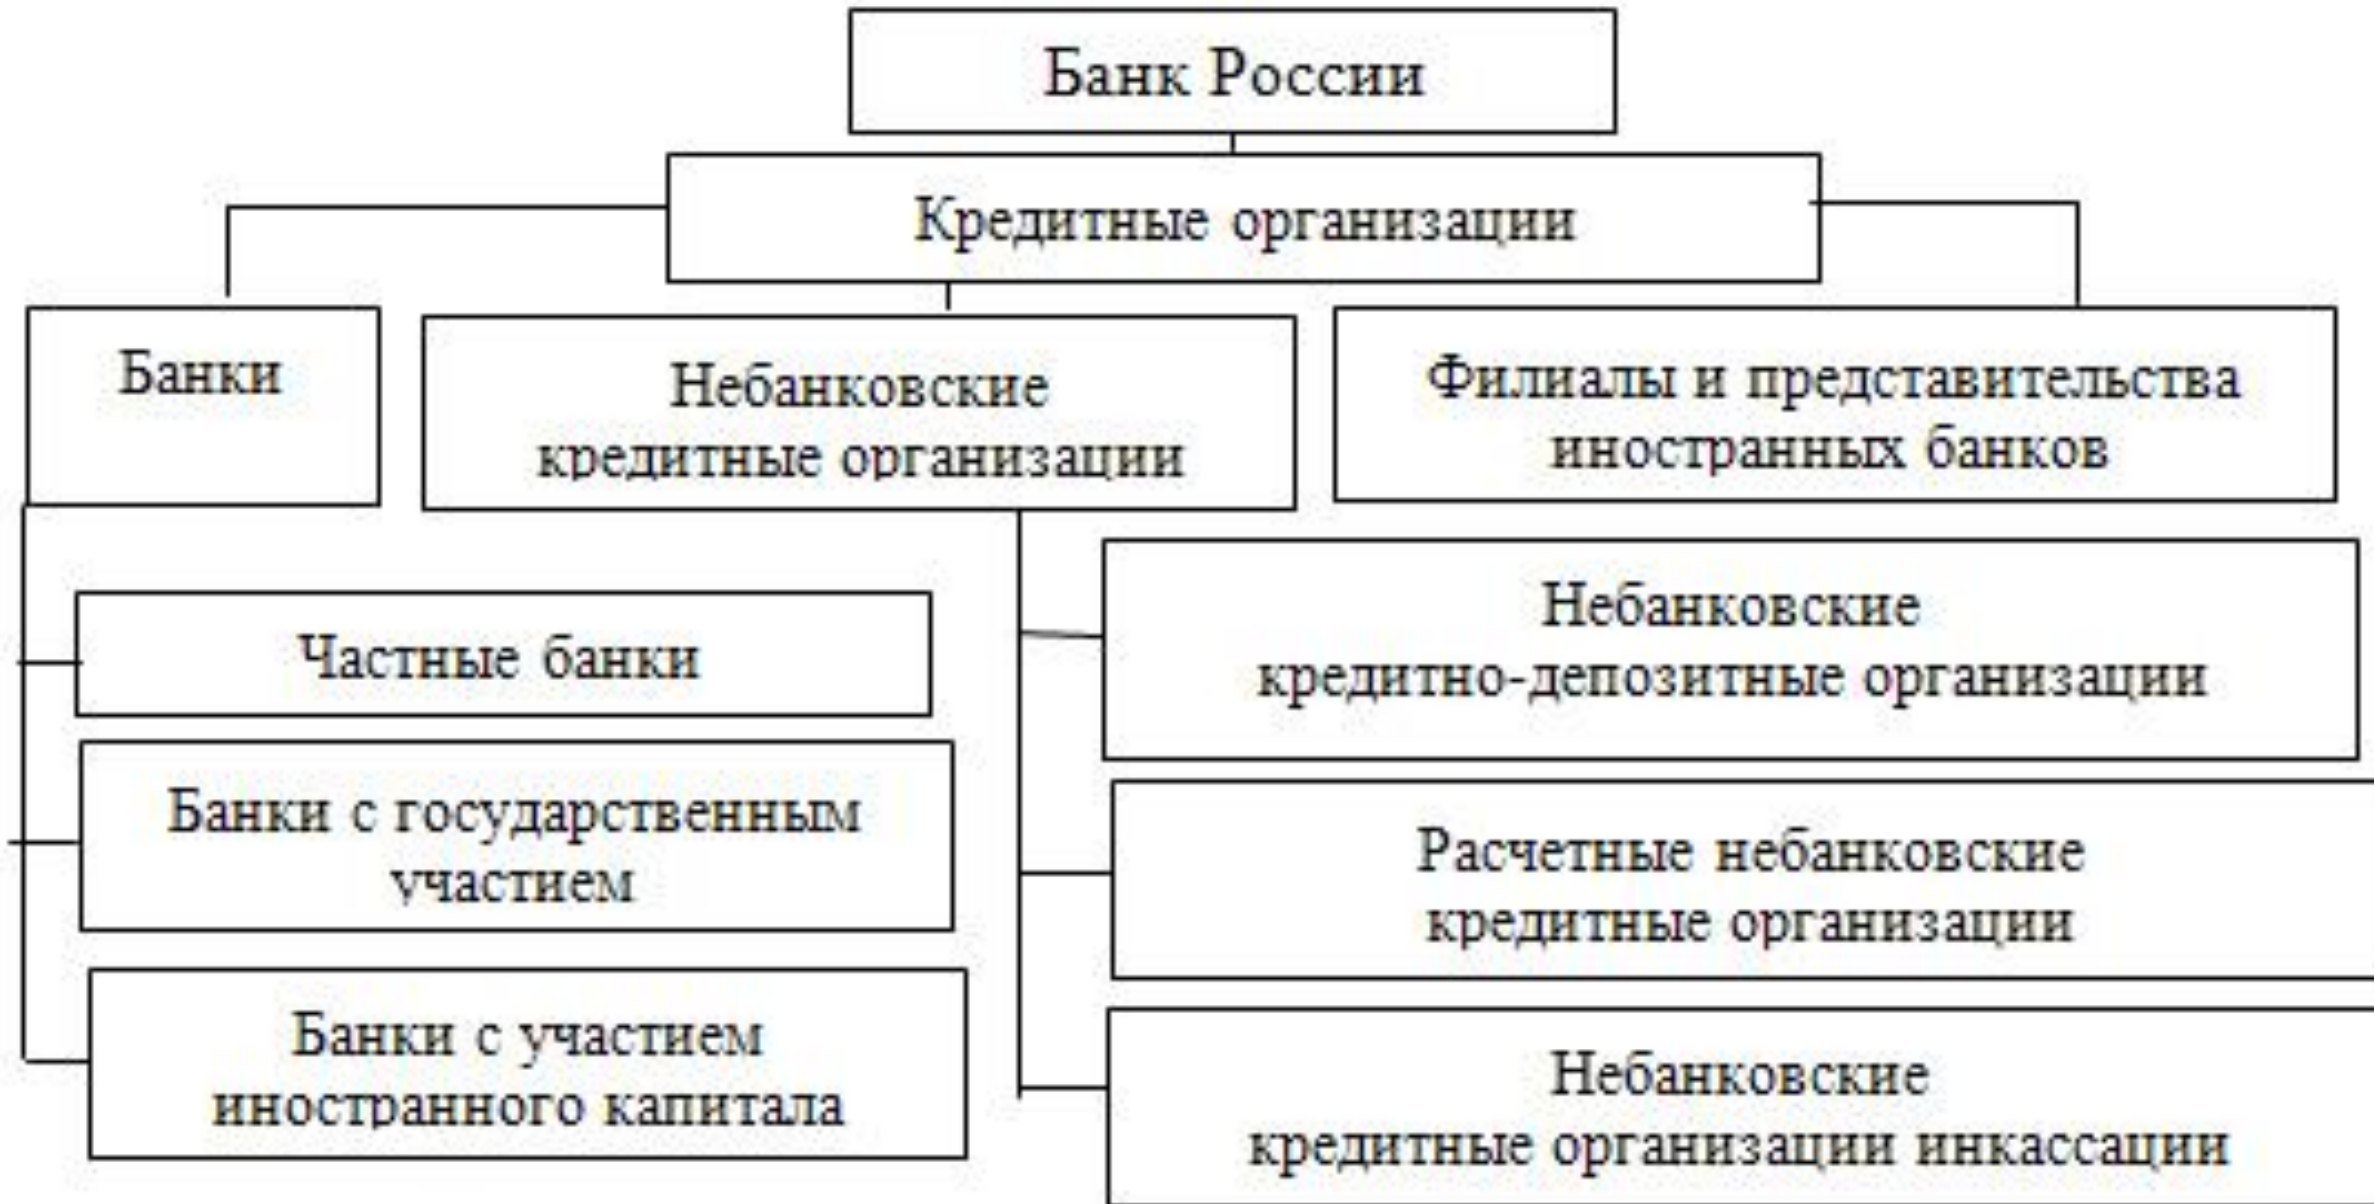 Банк России
Кредитные организации
Банки
Небанковские
кредитные организации
Филиалы и представительства
иностранных банков
Частные банки
Банки с государственным
участием
Банки с участием
иностранного капитала
Небанковские
кредитно-депозитные организации
Расчетные небанковские
кредитные организации
Небанковские
кредитные организации инкассации